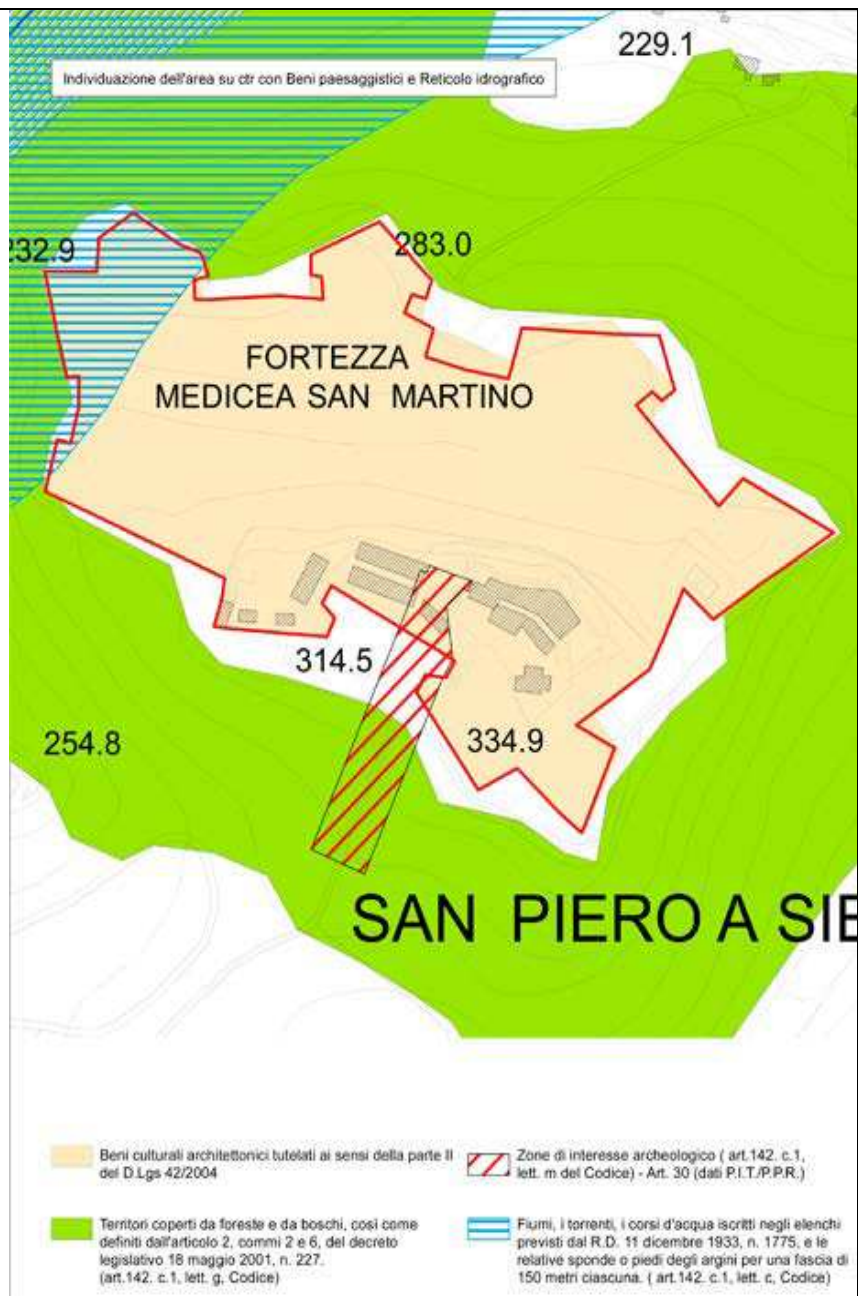 229.1
Individuazione dell'area su ctr con Beni paesaggistici e Reticolo idrografico
232.9
283.0
FORTEZZA
MEDICEA SAN MARTINO
314.5
254.8
334.9
SAN PIERO A SIE
Beni culturali architettonici tutelati ai sensi della parte II
del D.Lgs 42/2004
Zone di interesse archeologico ( art.142. c.1,
lett. m del Codice) - Art. 30 (dati P.I.T./P.P.R.)
Territori coperti da foreste e da boschi, così come
definiti dall'articolo 2, commi 2 e 6, del decreto
legislativo 18 maggio 2001, n. 227.
(art.142. c.1, lett. g, Codice)
Fiumi, i torrenti, i corsi d'acqua iscritti negli elenchi
previsti dal R.D. 11 dicembre 1933, n. 1775, e le
relative sponde o piedi degli argini per una fascia di
150 metri ciascuna. ( art.142. c.1, lett. c, Codice)